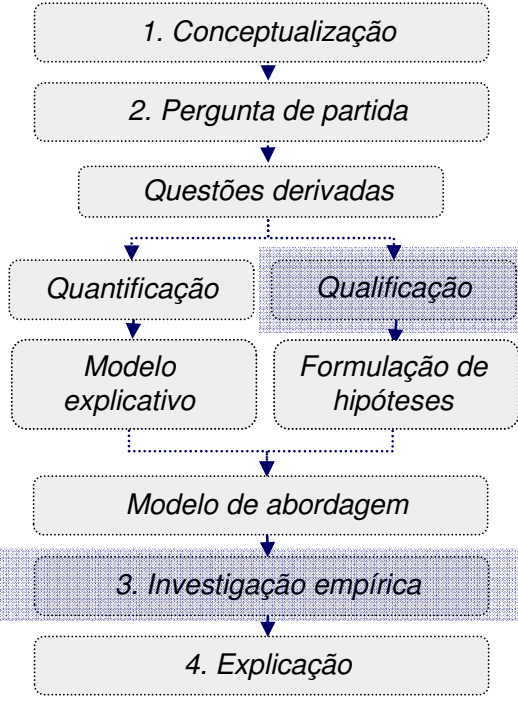 1. Conceptualização
2. Pergunta de partida
Questões derivadas
Quantificação
Qualificação
Modelo
explicativo
Formulação de
hipóteses
Modelo de abordagem
3. Investigação empírica
4. Explicação